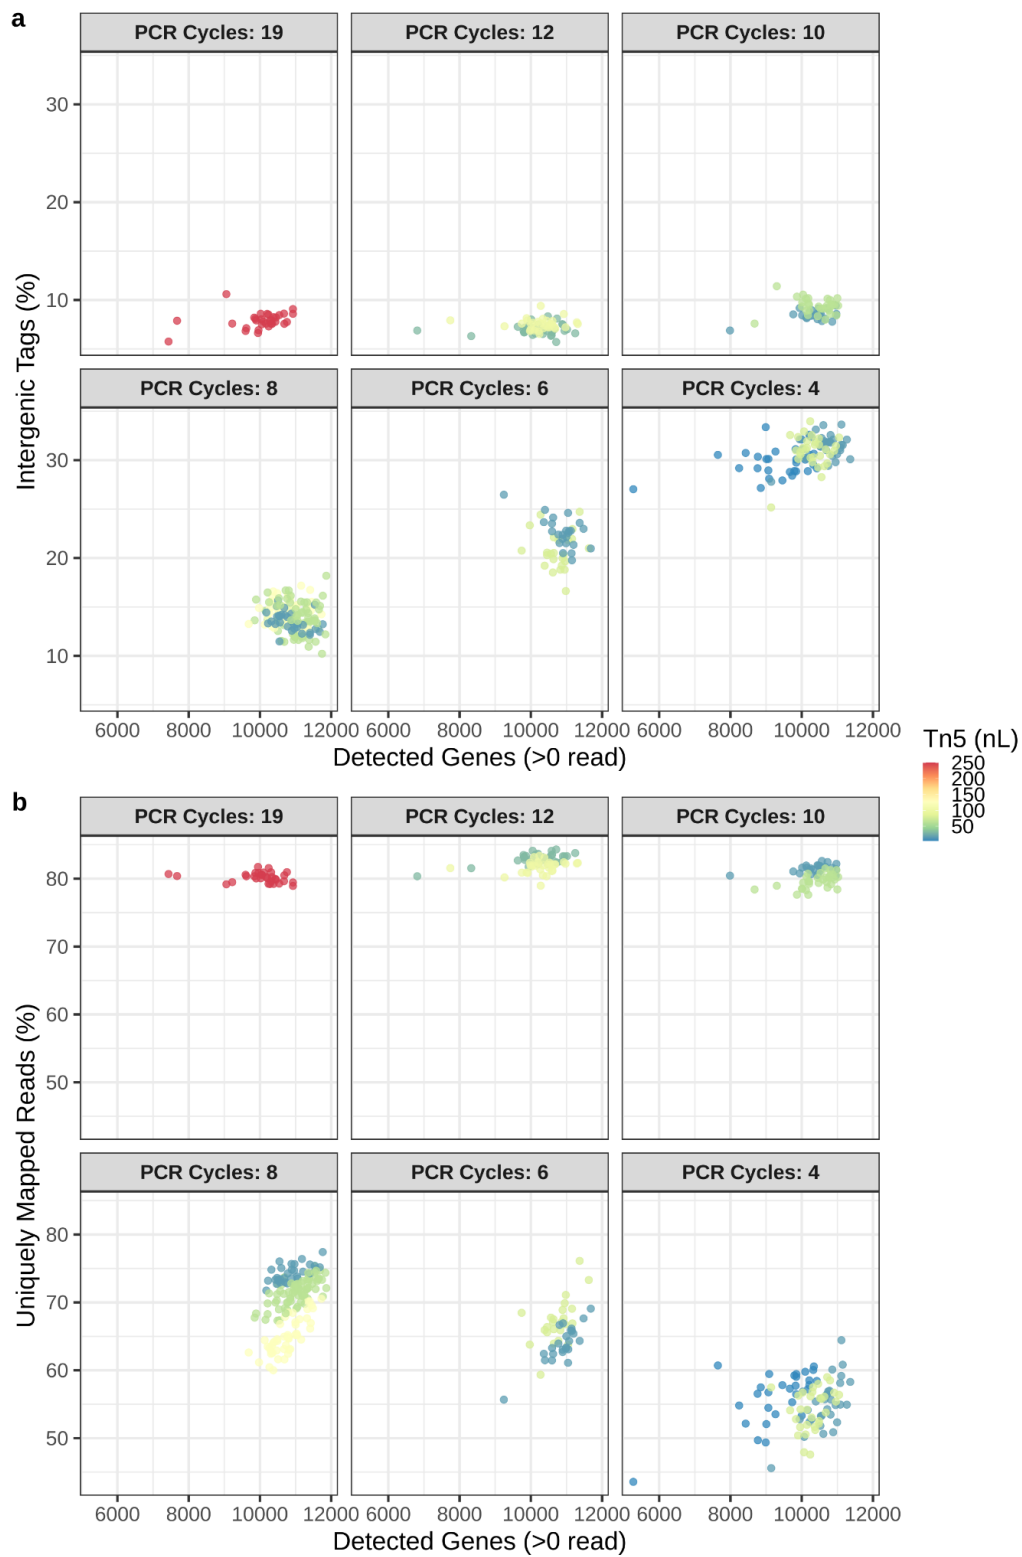 a
PCR Cycles: 19 PCR Cycles: 12 PCR Cycles: 10
30
20
10
Intergenic Tags (%)
PCR Cycles: 8 PCR Cycles: 6 PCR Cycles: 4
30
20
10
6000 8000 10000 12000 6000 8000 10000 12000 6000 8000 10000 12000
Detected Genes (>0 read)
Tn5 (nL)
250
200
150
100
50
b
PCR Cycles: 19 PCR Cycles: 12 PCR Cycles: 10
80
70
60
50
Uniquely Mapped Reads (%)
PCR Cycles: 8 PCR Cycles: 6 PCR Cycles: 4
80
70
60
50
6000 8000 10000 12000 6000 8000 10000 12000 6000 8000 10000 12000
Detected Genes (>0 read)